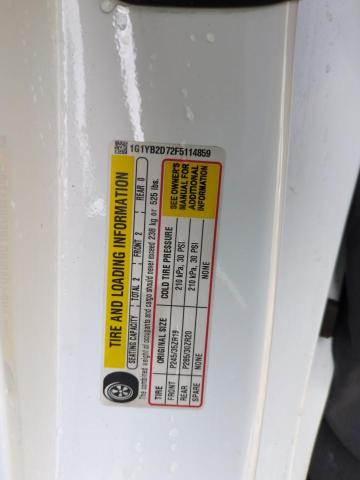 1G1YB2D72F5114859
TIRE AND LOADING INFORMATION
SEATING CAPACITY TOTAL 2 FRONT 2 REAR 0
The combined weight of occupants and cargo should never exceed 238 kg or 525 lbs.
TIRE ORIGINAL SIZE COLD TIRE PRESSURE
FRONT P245/35ZR19 210 kPa, 30 PSI
REAR P285/30ZR20 210 kPa, 30 PSI
SPARE NONE NONE
SEE OWNER'S
MANUAL FOR
ADDITIONAL
INFORMATION